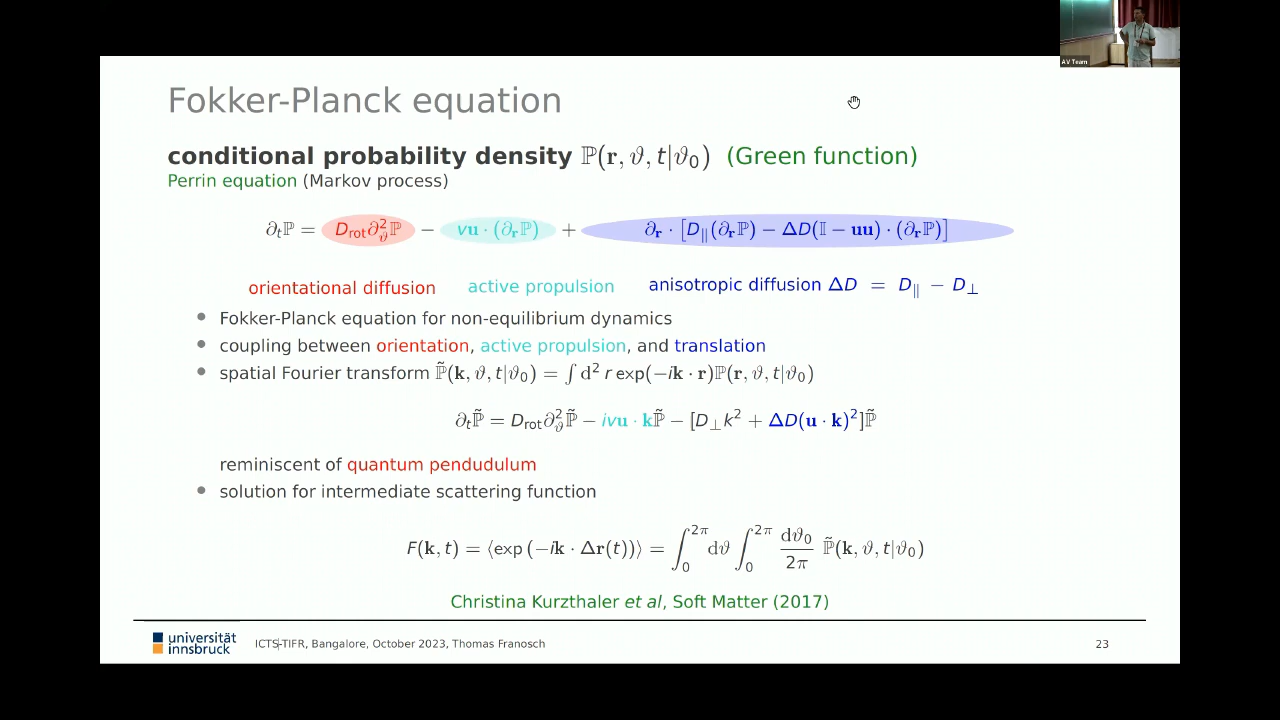 AV Team
Fokker-Planck equation
conditional probability density ℙ(𝐫, ϑ, t|ϑ₀) (Green function)
Perrin equation (Markov process)
∂ₜℙ = D_rot ∂²_ϑ ℙ − v𝐮 · (∂_𝐫ℙ) + ∂_𝐫 · [D_∥(∂_𝐫ℙ) − ΔD(𝕀 − 𝐮𝐮) · (∂_𝐫ℙ)]
orientational diffusion active propulsion anisotropic diffusion ΔD = D_∥ − D_⊥
• Fokker-Planck equation for non-equilibrium dynamics
• coupling between orientation, active propulsion, and translation
• spatial Fourier transform ℙ̃(𝐤, ϑ, t|ϑ₀) = ∫ d² r exp(−i𝐤 · 𝐫)ℙ(𝐫, ϑ, t|ϑ₀)
∂ₜℙ̃ = D_rot ∂²_ϑ ℙ̃ − iv𝐮 · 𝐤ℙ̃ − [D_⊥k² + ΔD(𝐮 · 𝐤)²]ℙ̃
reminiscent of quantum pendudulum
• solution for intermediate scattering function
F(𝐤, t) = ⟨exp (−i𝐤 · Δ𝐫(t))⟩ = ∫₀^{2π} dϑ ∫₀^{2π} dϑ₀/2π ℙ̃(𝐤, ϑ, t|ϑ₀)
Christina Kurzthaler et al, Soft Matter (2017)
universität
innsbruck
ICTS-TIFR, Bangalore, October 2023, Thomas Franosch
23